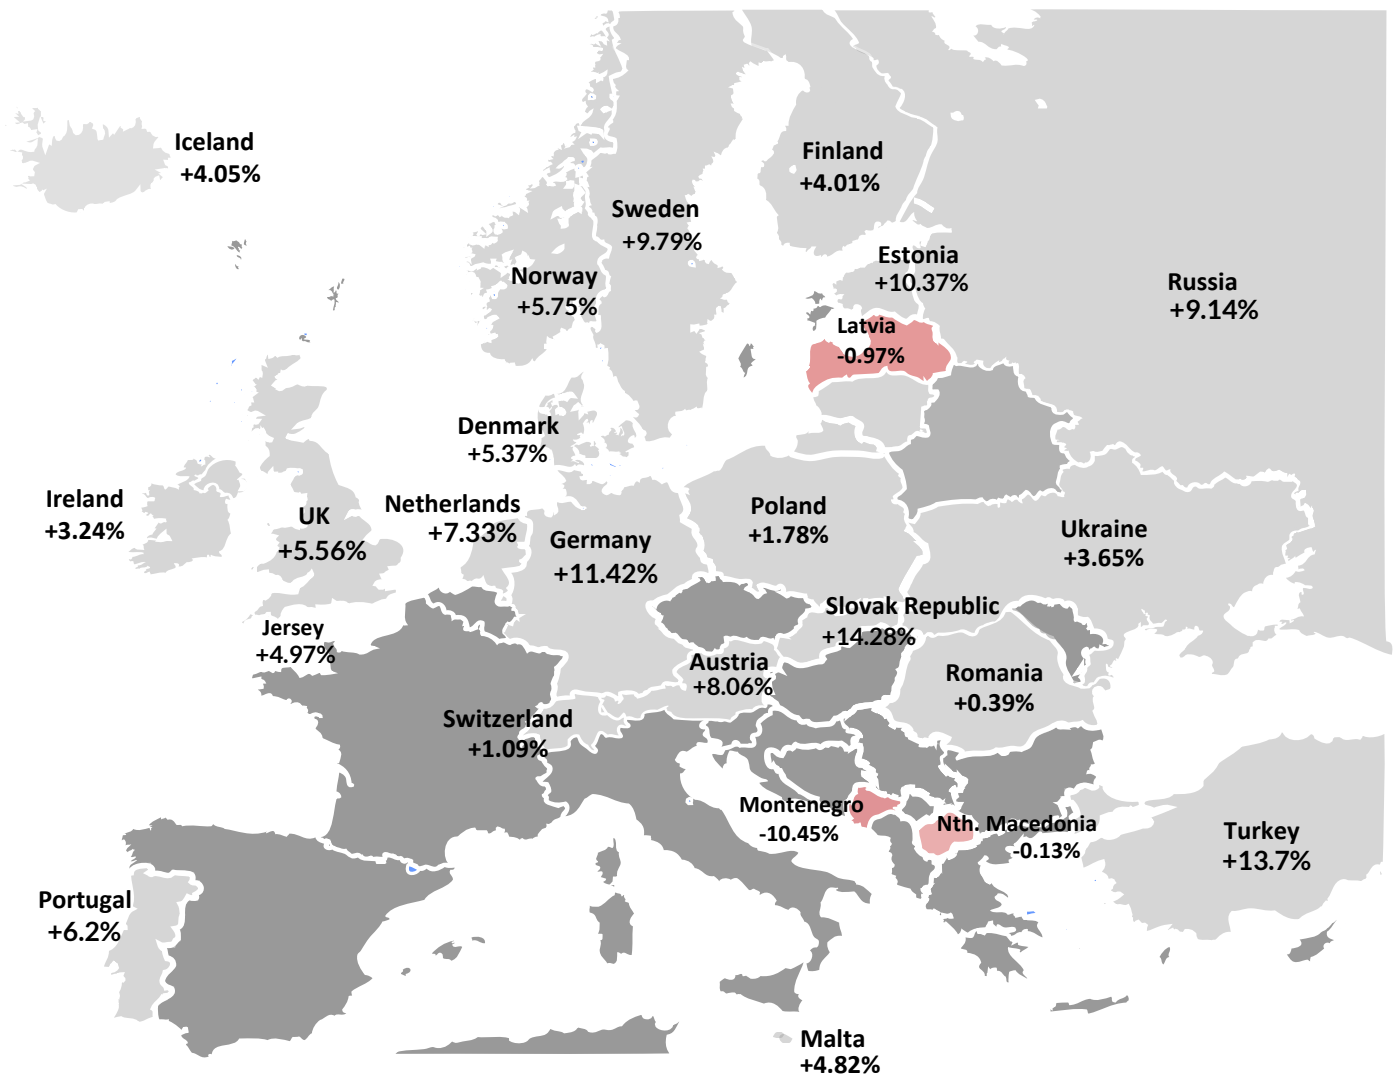 Iceland
+4.05%
Finland
+4.01%
Sweden
+9.79%
Norway
+5.75%
Estonia
+10.37%
Russia
+9.14%
Latvia
-0.97%
Denmark
+5.37%
Ireland
+3.24%
UK
+5.56%
Netherlands
+7.33%
Germany
+11.42%
Poland
+1.78%
Ukraine
+3.65%
Slovak Republic
+14.28%
Jersey
+4.97%
Austria
+8.06%
Romania
+0.39%
Switzerland
+1.09%
Montenegro
-10.45%
Nth. Macedonia
-0.13%
Turkey
+13.7%
Portugal
+6.2%
Malta
+4.82%